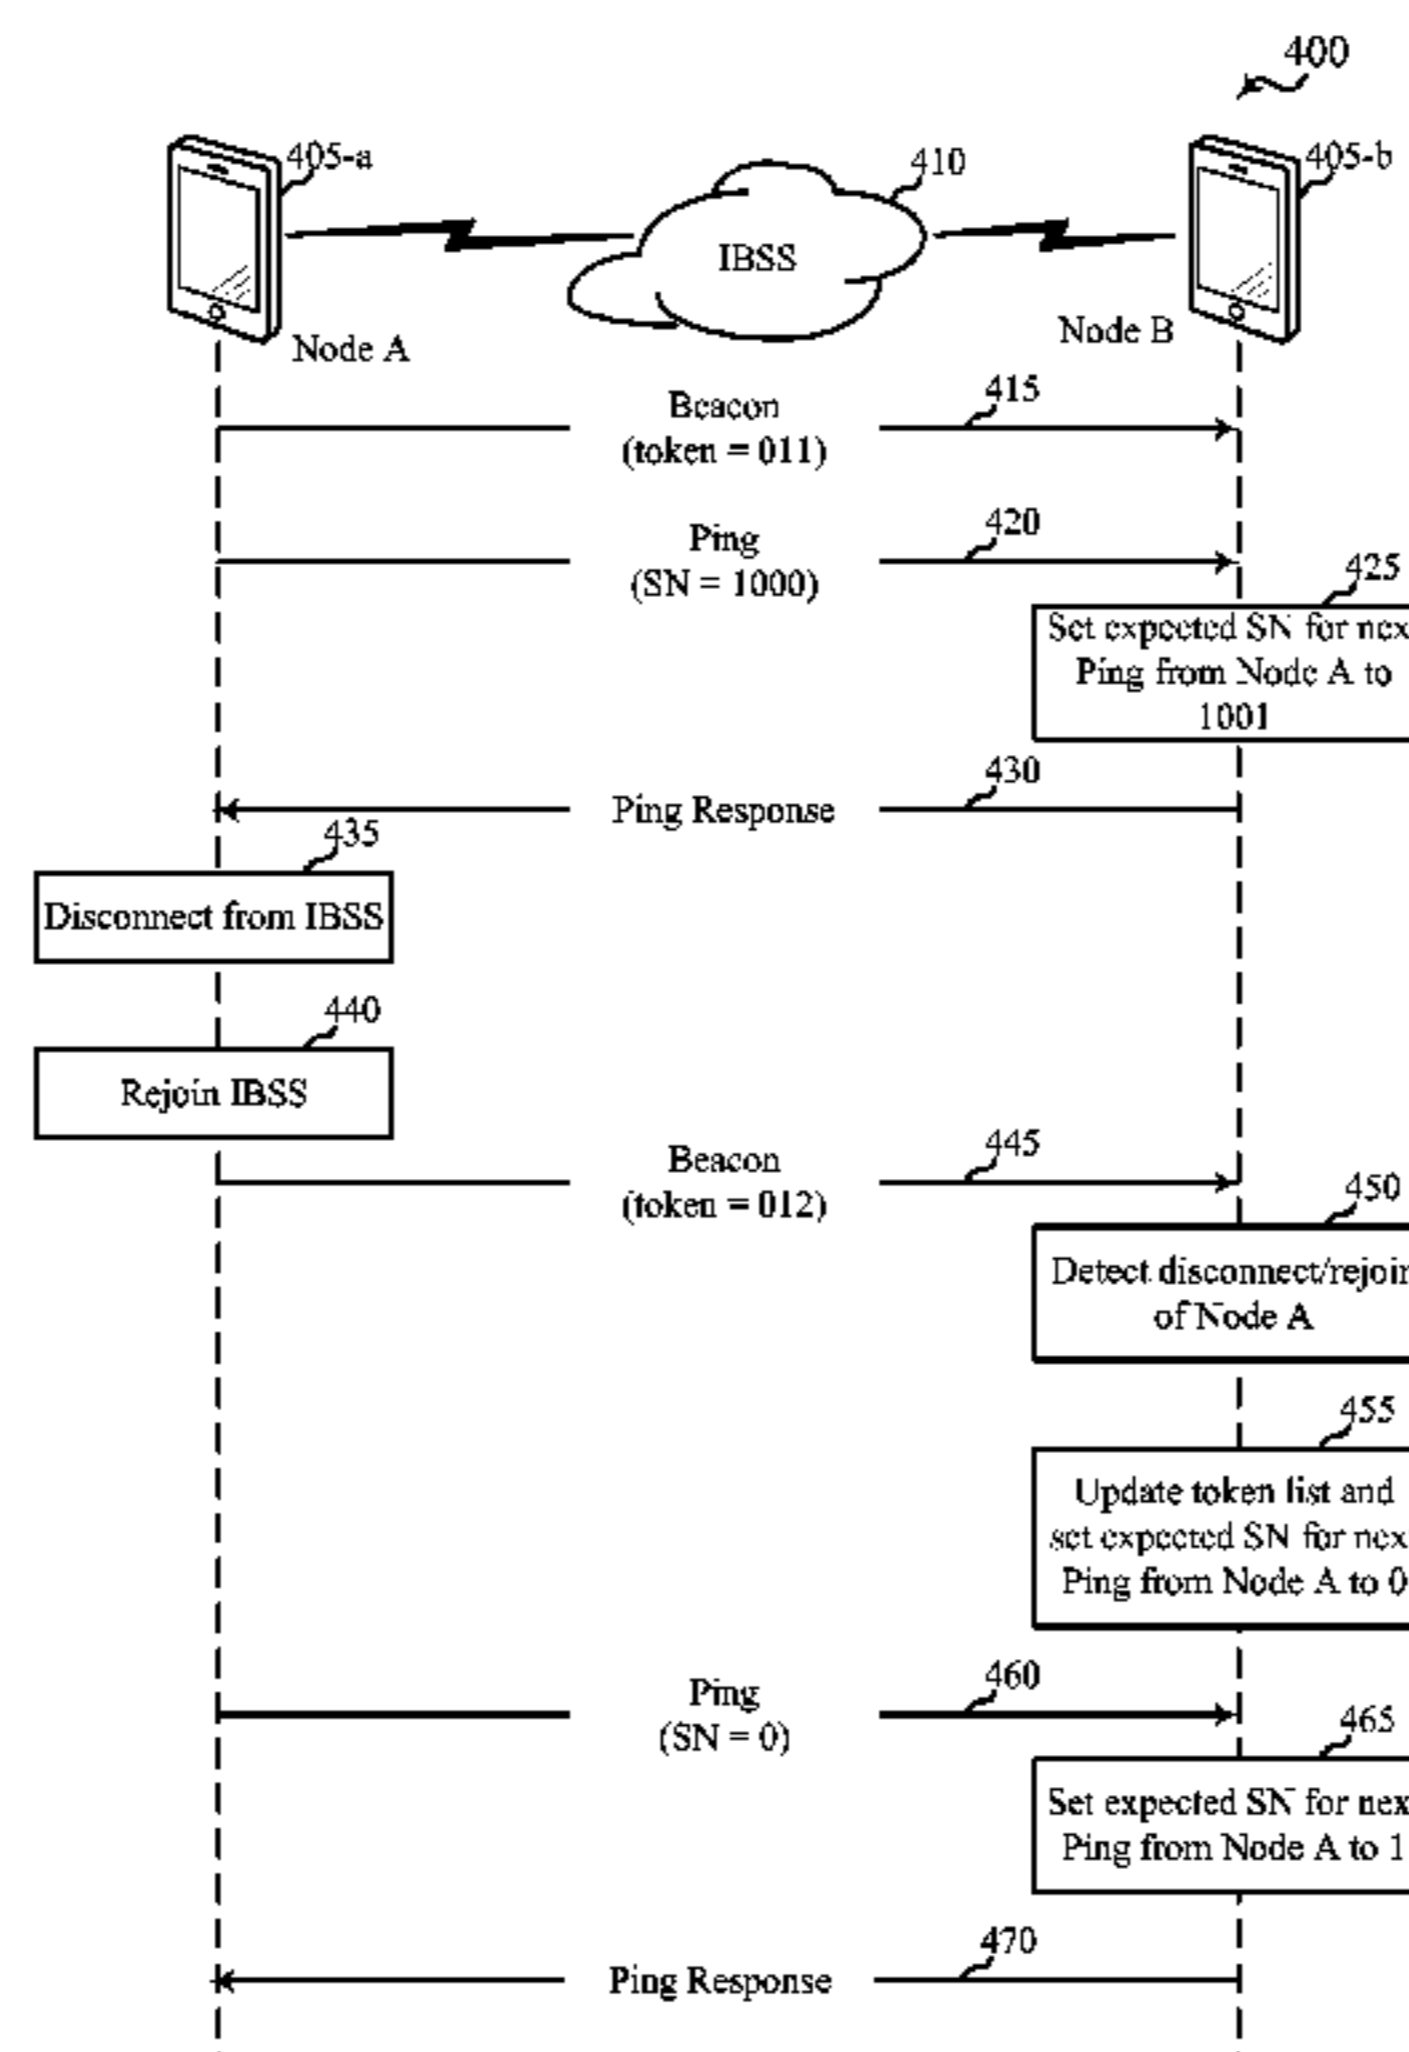 400
405-a
410
405-b
IBSS
Node A
Node B
Beacon
(token = 011)
415
Ping
(SN = 1000)
420
425
Set expected SN for nex
Ping from Node A to
1001
430
Ping Response
435
Disconnect from IBSS
440
Rejoin IBSS
Beacon
(token = 012)
445
450
Detect disconnect/rejoin
of Node A
455
Update token list and
set expected SN for nex
Ping from Node A to 0
Ping
(SN = 0)
460
465
Set expected SN for nex
Ping from Node A to 1
470
Ping Response